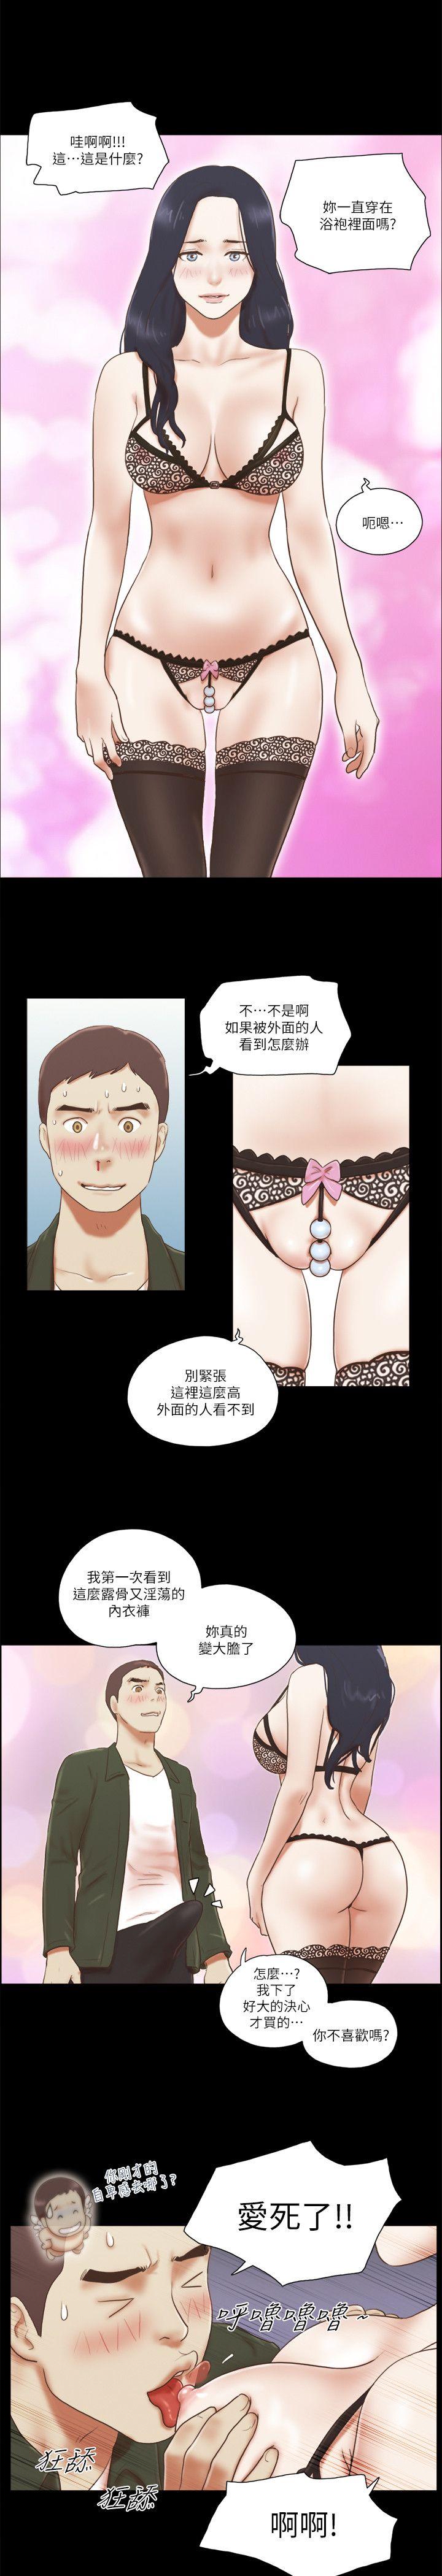 哇啊啊!!!
這…這是什麼?
妳一直穿在
浴袍裡面嗎?
呃嗯…
不…不是啊
如果被外面的人
看到怎麼辦
別緊張
這裡這麼高
外面的人看不到
我第一次看到
這麼露骨又淫蕩的
內衣褲
妳真的
變大膽了
怎麼…?
我下了
好大的決心
才買的…
你不喜歡嗎?
你剛才的
自卑感去哪了?
愛死了!!
呼嚕嚕嚕~
狂舔
狂舔
啊啊!